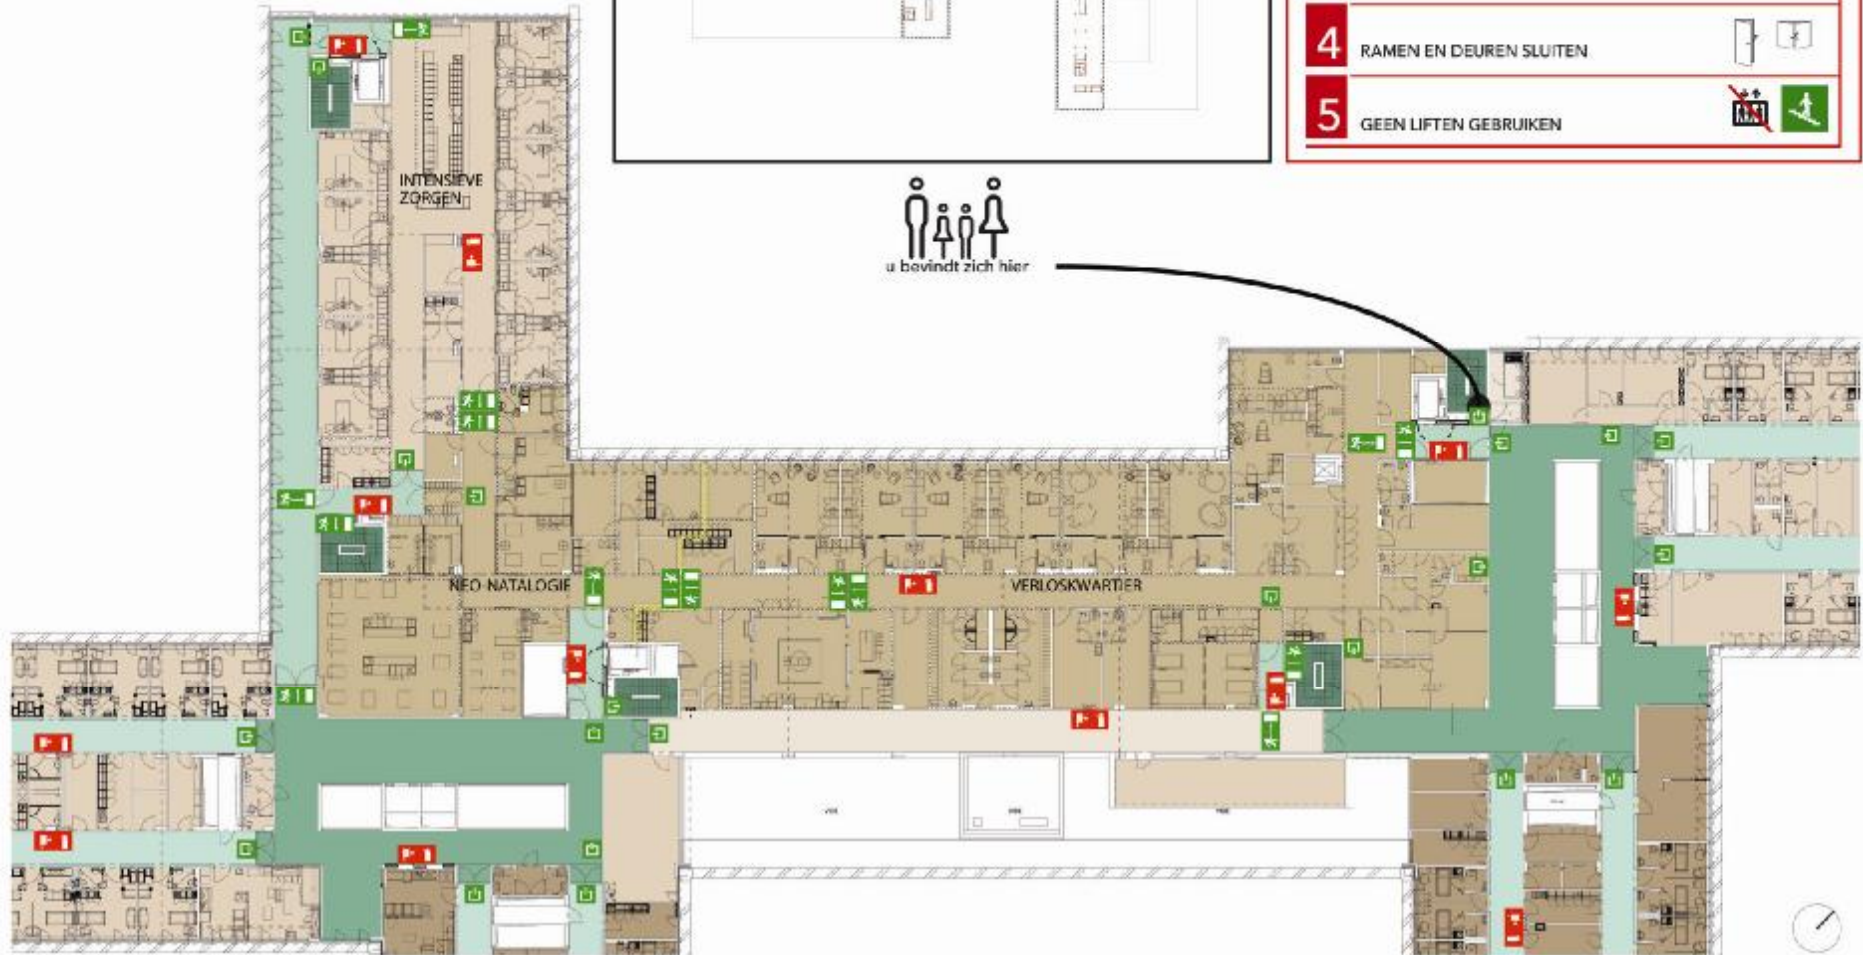 4 RAMEN EN DEUREN SLUITEN
5 GEEN LIFTEN GEBRUIKEN
u bevindt zich hier
INTENSIEVE
ZORGEN
NEO-NATALOGIE
VERLOSKWARTIER